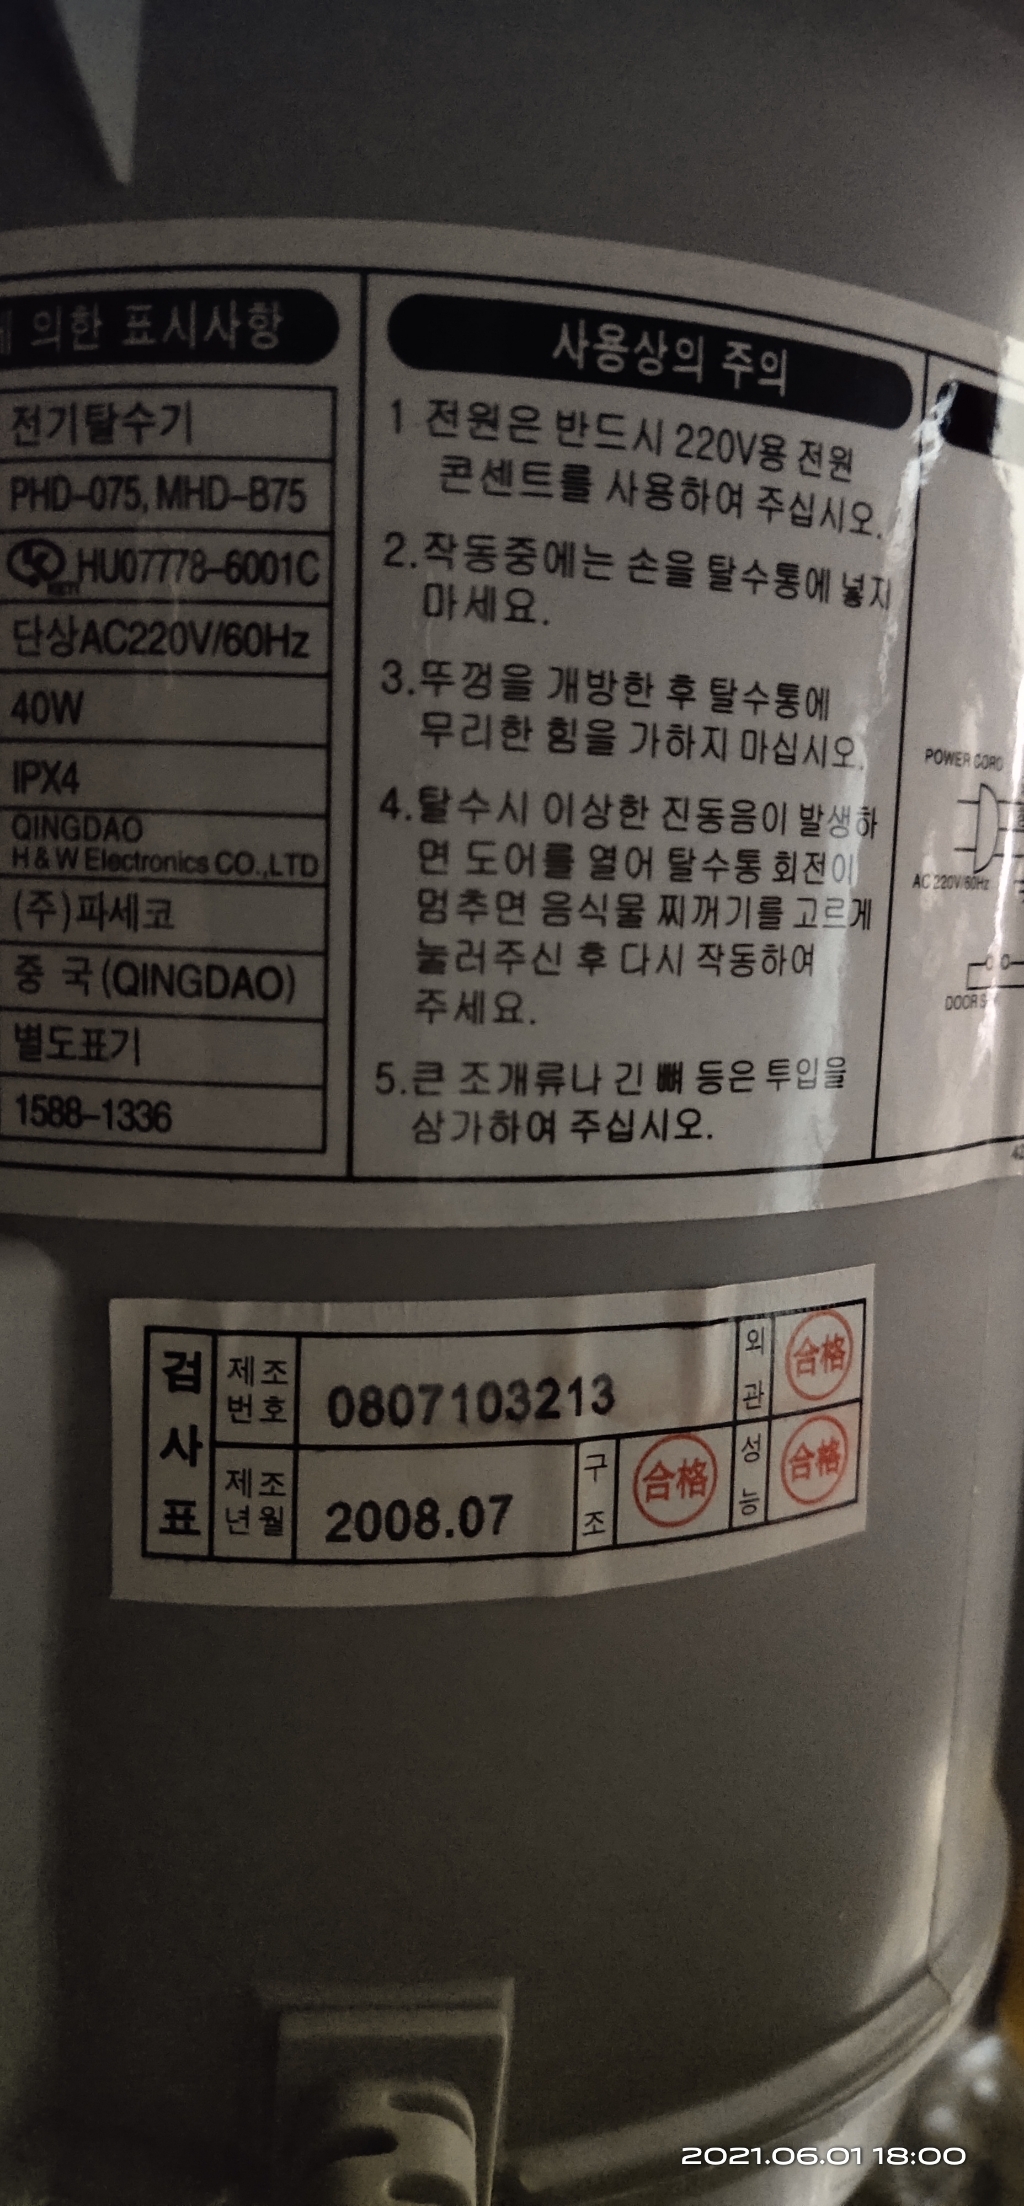 의한 표시사항
전기탈수기
PHD-075, MHD-B75
HU07778-6001C
단상AC220V/60Hz
40W
IPX4
QINGDAO
H&W Electronics CO.,LTD
(주)파세코
중 국(QINGDAO)
별도표기
1588-1336
사용상의 주의
1 전원은 반드시 220V용 전원
콘센트를 사용하여 주십시오.
2.작동중에는 손을 탈수통에 넣지
마세요.
3.뚜껑을 개방한 후 탈수통에
무리한 힘을 가하지 마십시오.
4.탈수시 이상한 진동음이 발생하
면 도어를 열어 탈수통 회전이
멈추면 음식물 찌꺼기를 고르게
눌러주신 후 다시 작동하여
주세요.
5.큰 조개류나 긴 뼈 등은 투입을
삼가하여 주십시오.
POWER CORD
AC 220V/60Hz
DOOR
검사표
제조번호
0807103213
외관
合格
제조년월
2008.07
구조
合格
성능
合格
2021.06.01 18:00